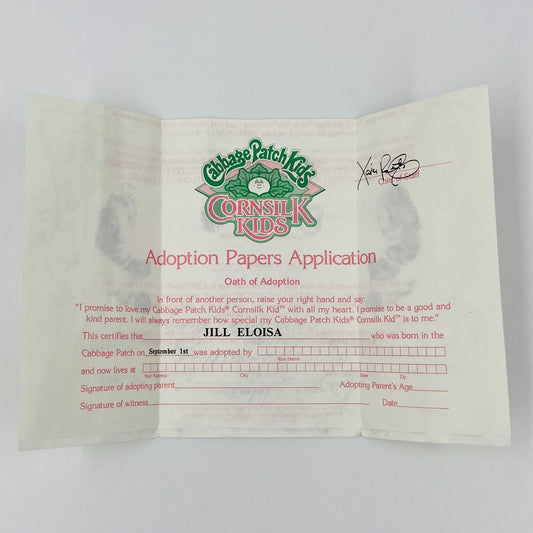 Cabbage Patch Kids®
CORNSILK
KIDS™
Adoption Papers Application
Oath of Adoption
In front of another person, raise your right hand and say:
"I promise to love my Cabbage Patch Kids® Cornsilk Kid™ with all my heart. I promise to be a good and
kind parent. I will always remember how special my Cabbage Patch Kids® Cornsilk Kid™ is to me."
This certifies that JILL ELOISA who was born in the
Cabbage Patch on September 1st was adopted by
Your Name
and now lives at
Your Address City State Zip
Signature of adopting parent Adopting Parent's Age
Signature of witness Date